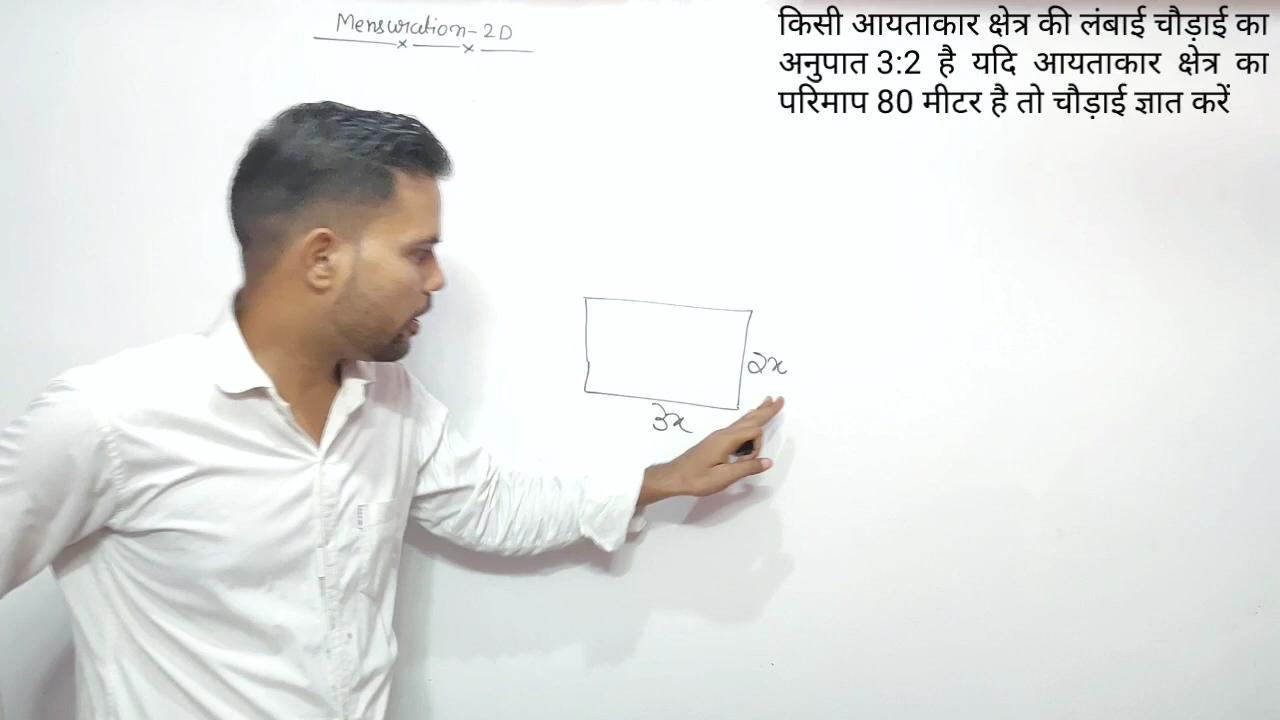 Mensuration-2D
किसी आयताकार क्षेत्र की लंबाई चौड़ाई का
अनुपात 3:2 है यदि आयताकार क्षेत्र का
परिमाप 80 मीटर है तो चौड़ाई ज्ञात करें
2x
3x